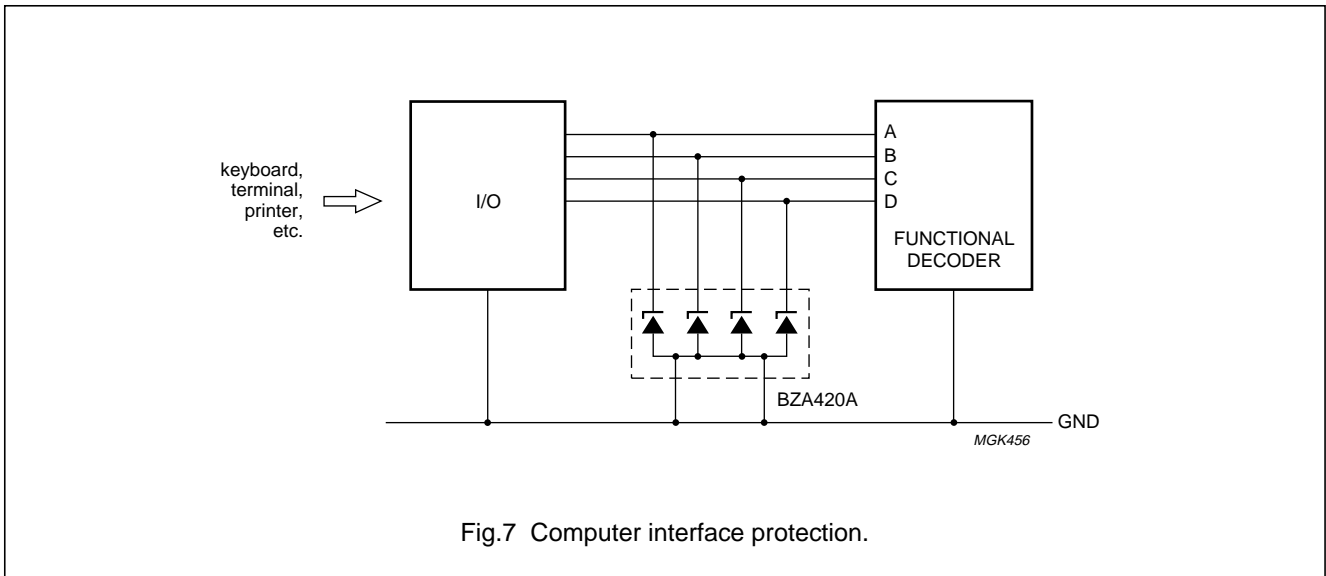 keyboard,
terminal,
printer,
etc.
I/O
A
B
C
D
FUNCTIONAL
DECODER
BZA420A
GND
MGK456
Fig.7 Computer interface protection.